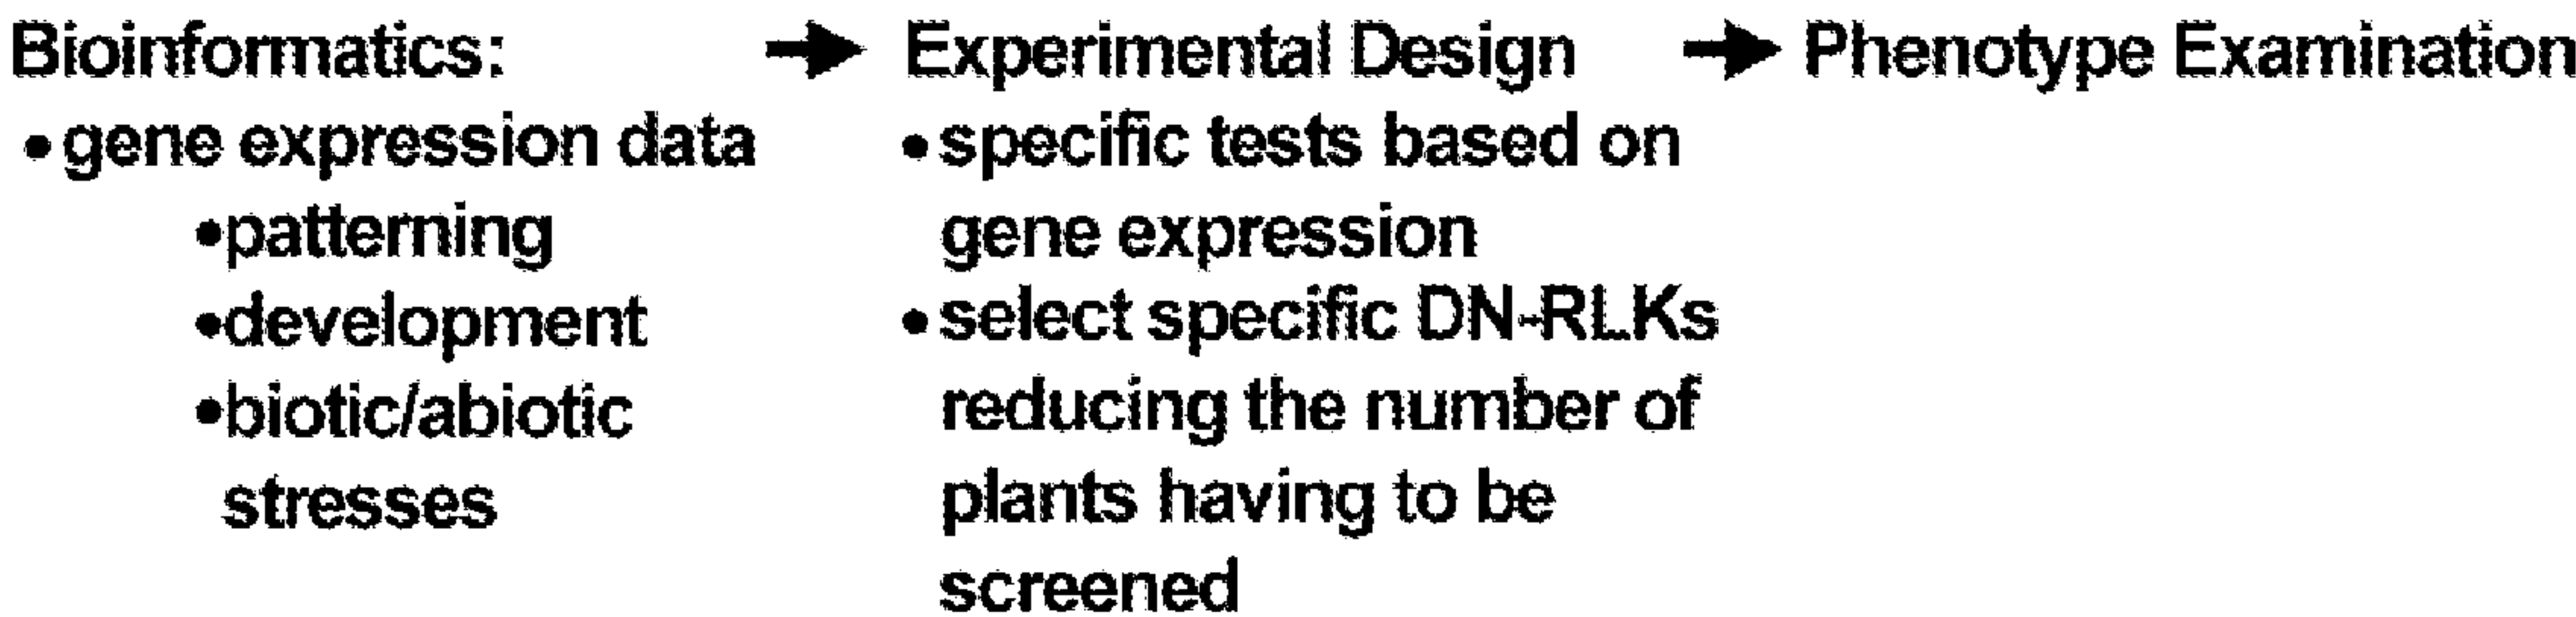 Bioinformatics:
• gene expression data
•patterning
•development
•biotic/abiotic
stresses
→ Experimental Design
• specific tests based on
gene expression
• select specific DN-RLKs
reducing the number of
plants having to be
screened
→ Phenotype Examination